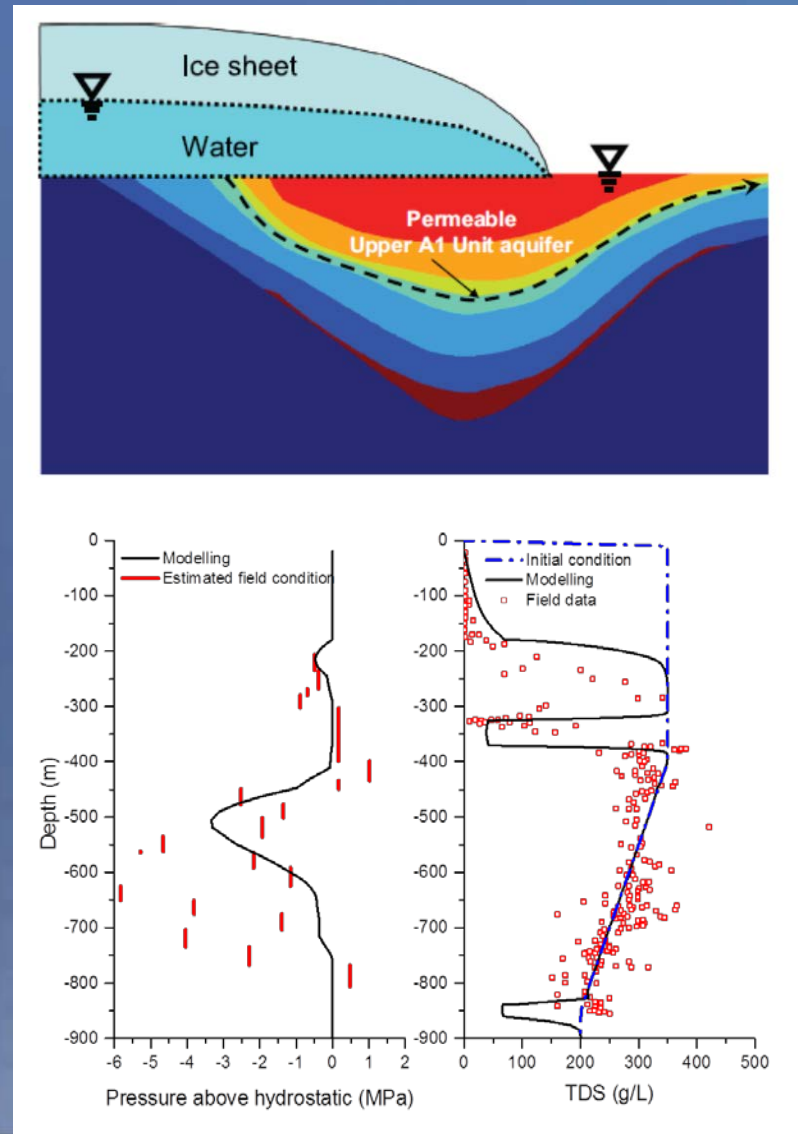 Ice sheet
Water
Permeable
Upper A1 Unit aquifer
0
-100
-200
-300
-400
-500
-600
-700
-800
-900
Depth (m)
Modelling
Estimated field condition
-6 -5 -4 -3 -2 -1 0 1 2
Pressure above hydrostatic (MPa)
0
-100
-200
-300
-400
-500
-600
-700
-800
-900
Initial condition
Modelling
Field data
0 100 200 300 400 500
TDS (g/L)